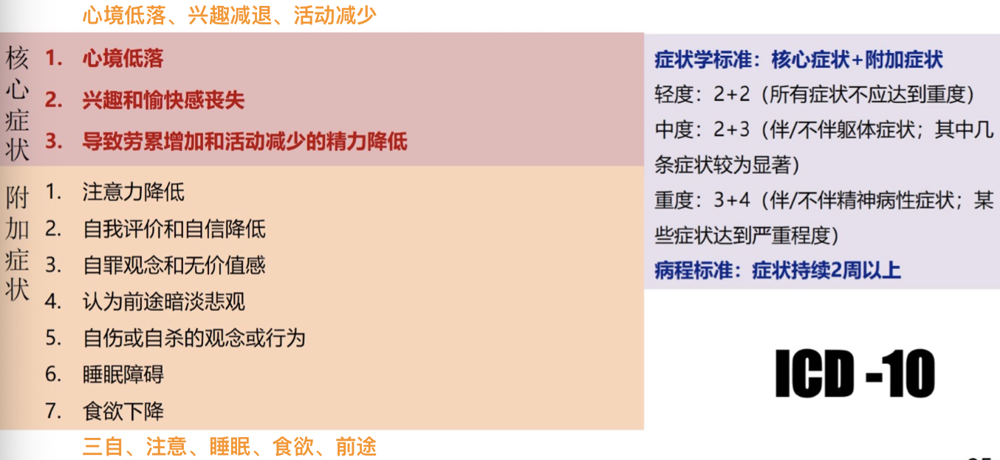 心境低落、兴趣减退、活动减少
核心症状
1. 心境低落
2. 兴趣和愉快感丧失
3. 导致劳累增加和活动减少的精力降低
附加症状
1. 注意力降低
2. 自我评价和自信降低
3. 自罪观念和无价值感
4. 认为前途暗淡悲观
5. 自伤或自杀的观念或行为
6. 睡眠障碍
7. 食欲下降
三自、注意、睡眠、食欲、前途
症状学标准：核心症状+附加症状
轻度：2+2（所有症状不应达到重度）
中度：2+3（伴/不伴躯体症状；其中几
条症状较为显著）
重度：3+4（伴/不伴精神病性症状；某
些症状达到严重程度）
病程标准：症状持续2周以上
ICD -10